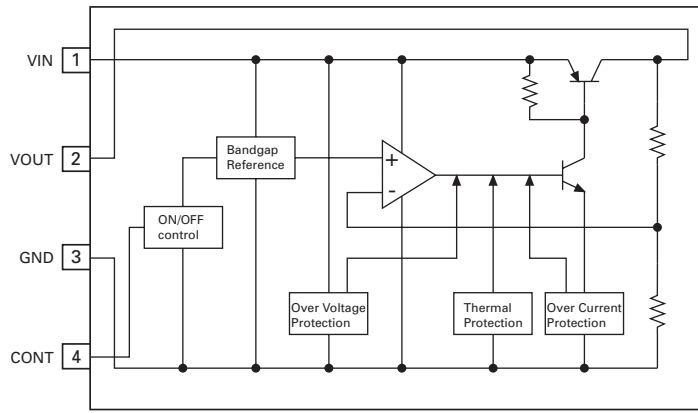 VIN 1
VOUT 2
GND 3
CONT 4
Bandgap
Reference
ON/OFF
control
+
-
Over Voltage
Protection
Thermal
Protection
Over Current
Protection